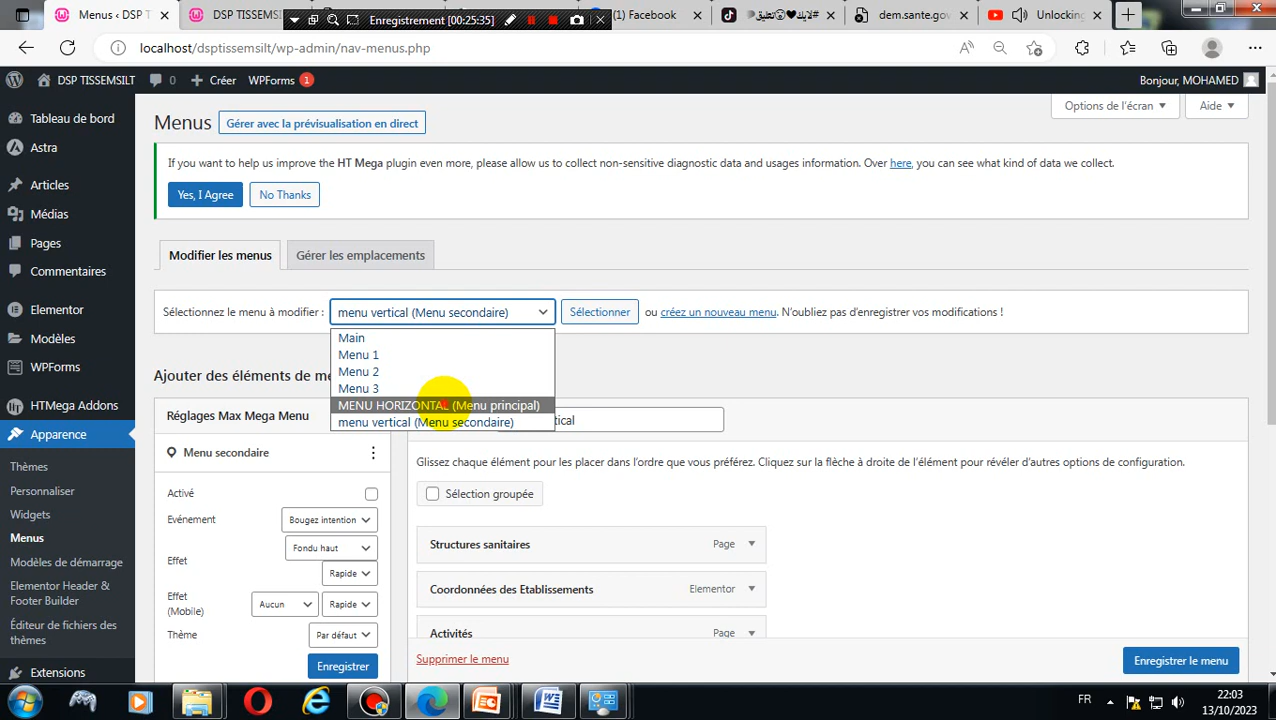 Menus ‹ DSP T
DSP TISSEMSILT
Enregistrement [00:25:35]
(1) Facebook
dem.sante.go
Unlocking
localhost/dsptissemsilt/wp-admin/nav-menus.php
DSP TISSEMSILT
0
Créer
WPForms
1
Bonjour, MOHAMED
Tableau de bord
Astra
Articles
Médias
Pages
Commentaires
Elementor
Modèles
WPForms
HTMega Addons
Apparence
Thèmes
Personnaliser
Widgets
Menus
Modèles de démarrage
Elementor Header &
Footer Builder
Éditeur de fichiers des
thèmes
Extensions
Options de l'écran
Aide
Menus
Gérer avec la prévisualisation en direct
If you want to help us improve the HT Mega plugin even more, please allow us to collect non-sensitive diagnostic data and usages information. Over here, you can see what kind of data we collect.
Yes, I Agree
No Thanks
Modifier les menus
Gérer les emplacements
Sélectionnez le menu à modifier :
menu vertical (Menu secondaire)
Sélectionner
ou créez un nouveau menu. N'oubliez pas d'enregistrer vos modifications !
Main
Menu 1
Menu 2
Menu 3
MENU HORIZONTAL (Menu principal)
menu vertical (Menu secondaire)
Ajouter des éléments de me
Réglages Max Mega Menu
Menu secondaire
Activé
Evénement
Bougez intention
Effet
Fondu haut
Rapide
Effet
(Mobile)
Aucun
Rapide
Thème
Par défaut
Enregistrer
tical
Glissez chaque élément pour les placer dans l'ordre que vous préférez. Cliquez sur la flèche à droite de l'élément pour révéler d'autres options de configuration.
Sélection groupée
Structures sanitaires
Page
Coordonnées des Etablissements
Elementor
Activités
Page
Supprimer le menu
Enregistrer le menu
FR
22:03
13/10/2023